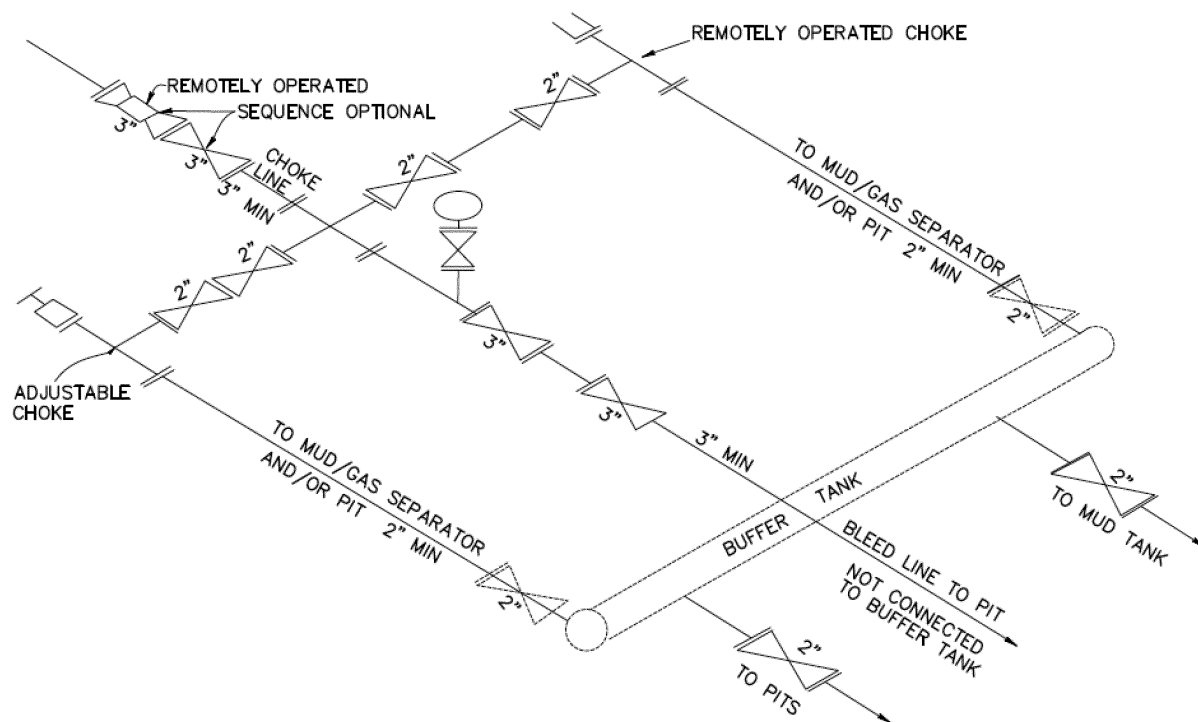 REMOTELY OPERATED CHOKE
REMOTELY OPERATED
SEQUENCE OPTIONAL
3"
3"
3" MIN
CHOKE
LINE
2"
2"
2"
2"
TO MUD/GAS SEPARATOR
AND/OR PIT 2" MIN
2"
ADJUSTABLE
CHOKE
3"
3"
3" MIN
TO MUD/GAS SEPARATOR
AND/OR PIT 2" MIN
2"
BUFFER TANK
2"
TO MUD TANK
BLEED LINE TO PIT
NOT CONNECTED
TO BUFFER TANK
2"
TO PITS